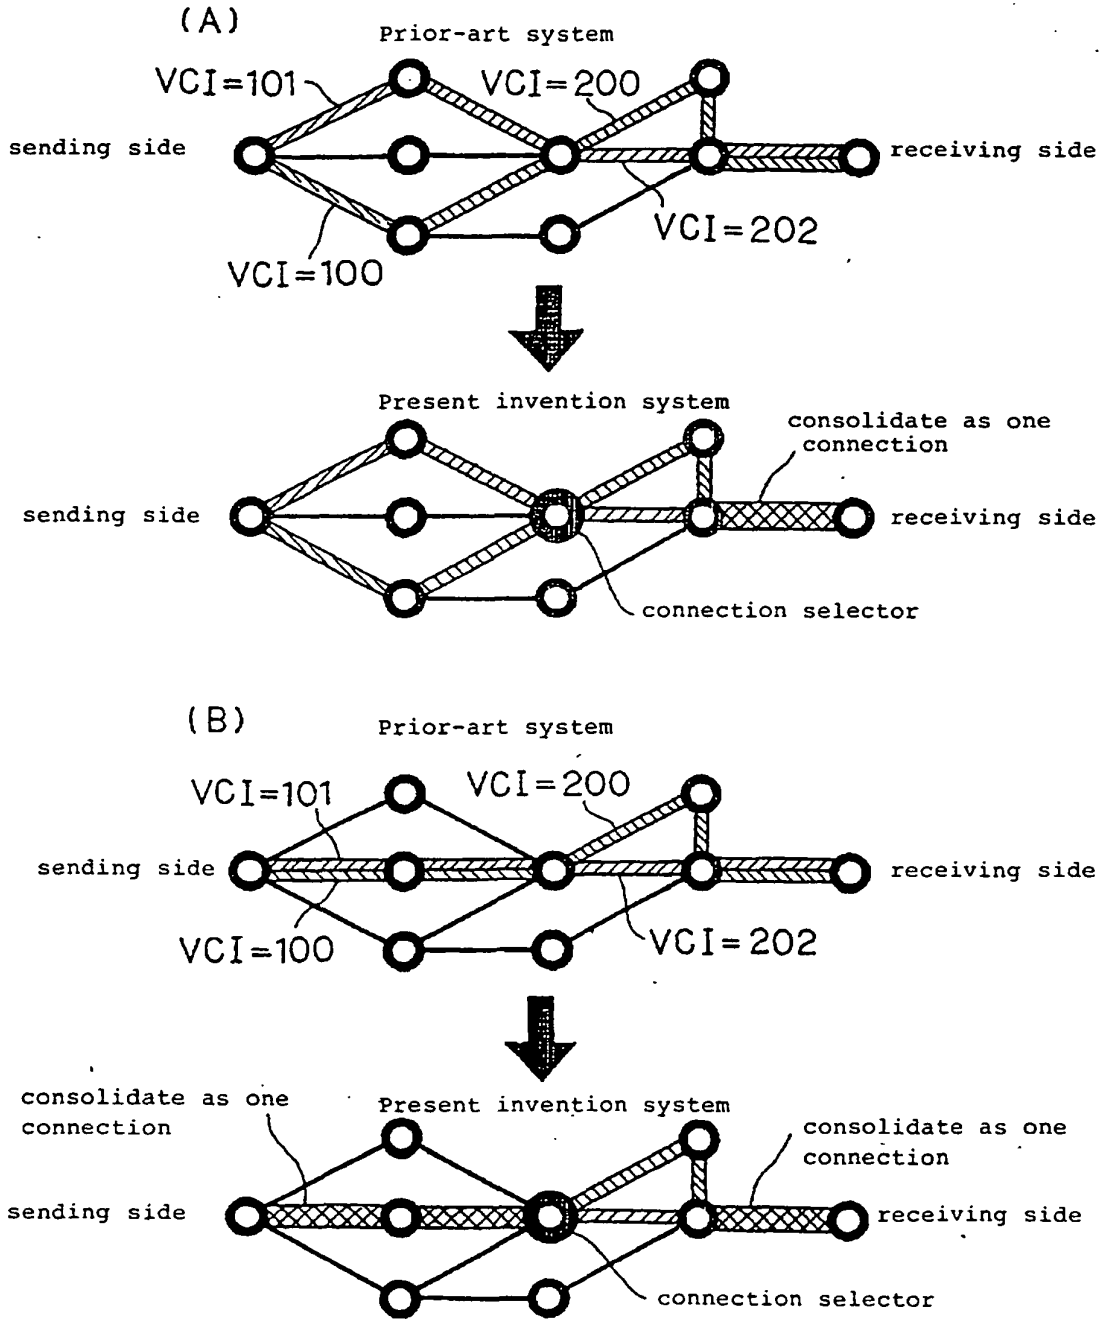 (A)
Prior-art system
VCI=101
VCI=200
sending side
receiving side
VCI=202
VCI=100
Present invention system
consolidate as one
connection
sending side
receiving side
connection selector
(B)
Prior-art system
VCI=101
VCI=200
sending side
receiving side
VCI=100
VCI=202
consolidate as one
connection
Present invention system
consolidate as one
connection
sending side
receiving side
connection selector